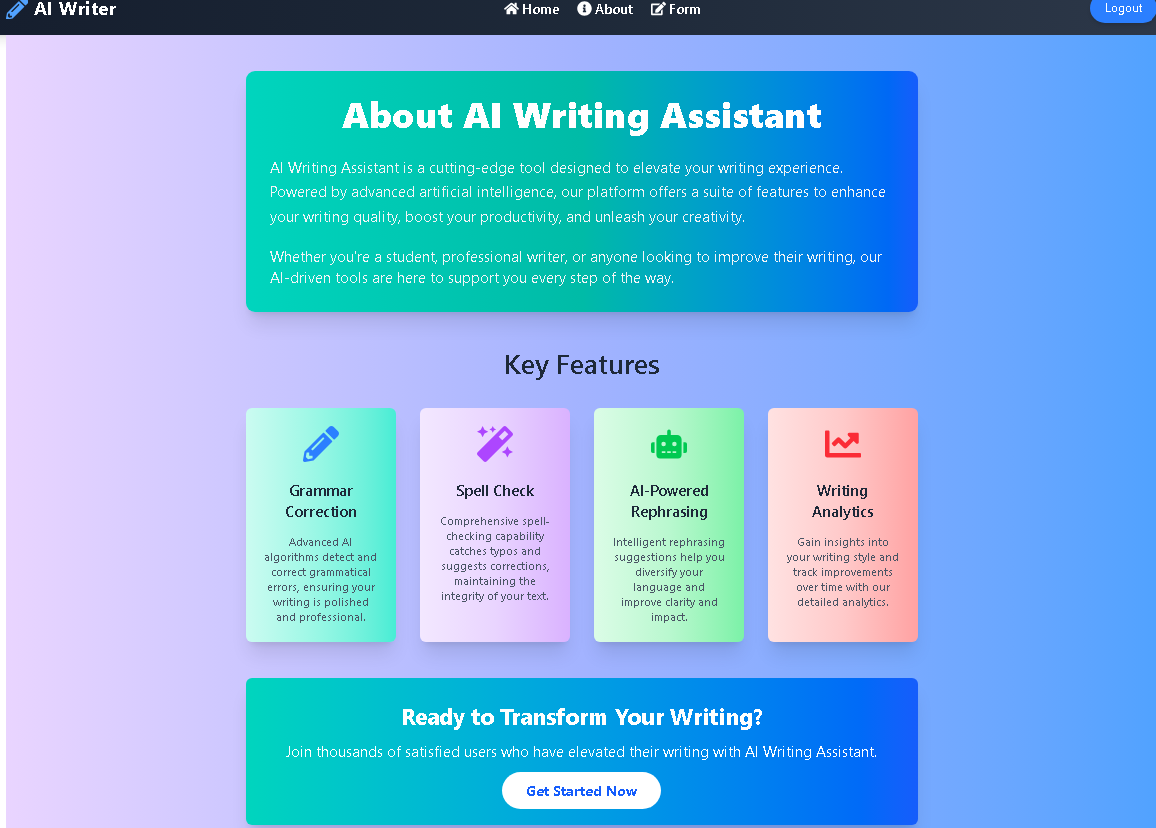 AI Writer
Home About Form
Logout
About AI Writing Assistant
AI Writing Assistant is a cutting-edge tool designed to elevate your writing experience.
Powered by advanced artificial intelligence, our platform offers a suite of features to enhance
your writing quality, boost your productivity, and unleash your creativity.
Whether you're a student, professional writer, or anyone looking to improve their writing, our
AI-driven tools are here to support you every step of the way.
Key Features
Grammar
Correction
Advanced AI
algorithms detect and
correct grammatical
errors, ensuring your
writing is polished
and professional.
Spell Check
Comprehensive spell-
checking capability
catches typos and
suggests corrections,
maintaining the
integrity of your text.
AI-Powered
Rephrasing
Intelligent rephrasing
suggestions help you
diversify your
language and
improve clarity and
impact.
Writing
Analytics
Gain insights into
your writing style and
track improvements
over time with our
detailed analytics.
Ready to Transform Your Writing?
Join thousands of satisfied users who have elevated their writing with AI Writing Assistant.
Get Started Now